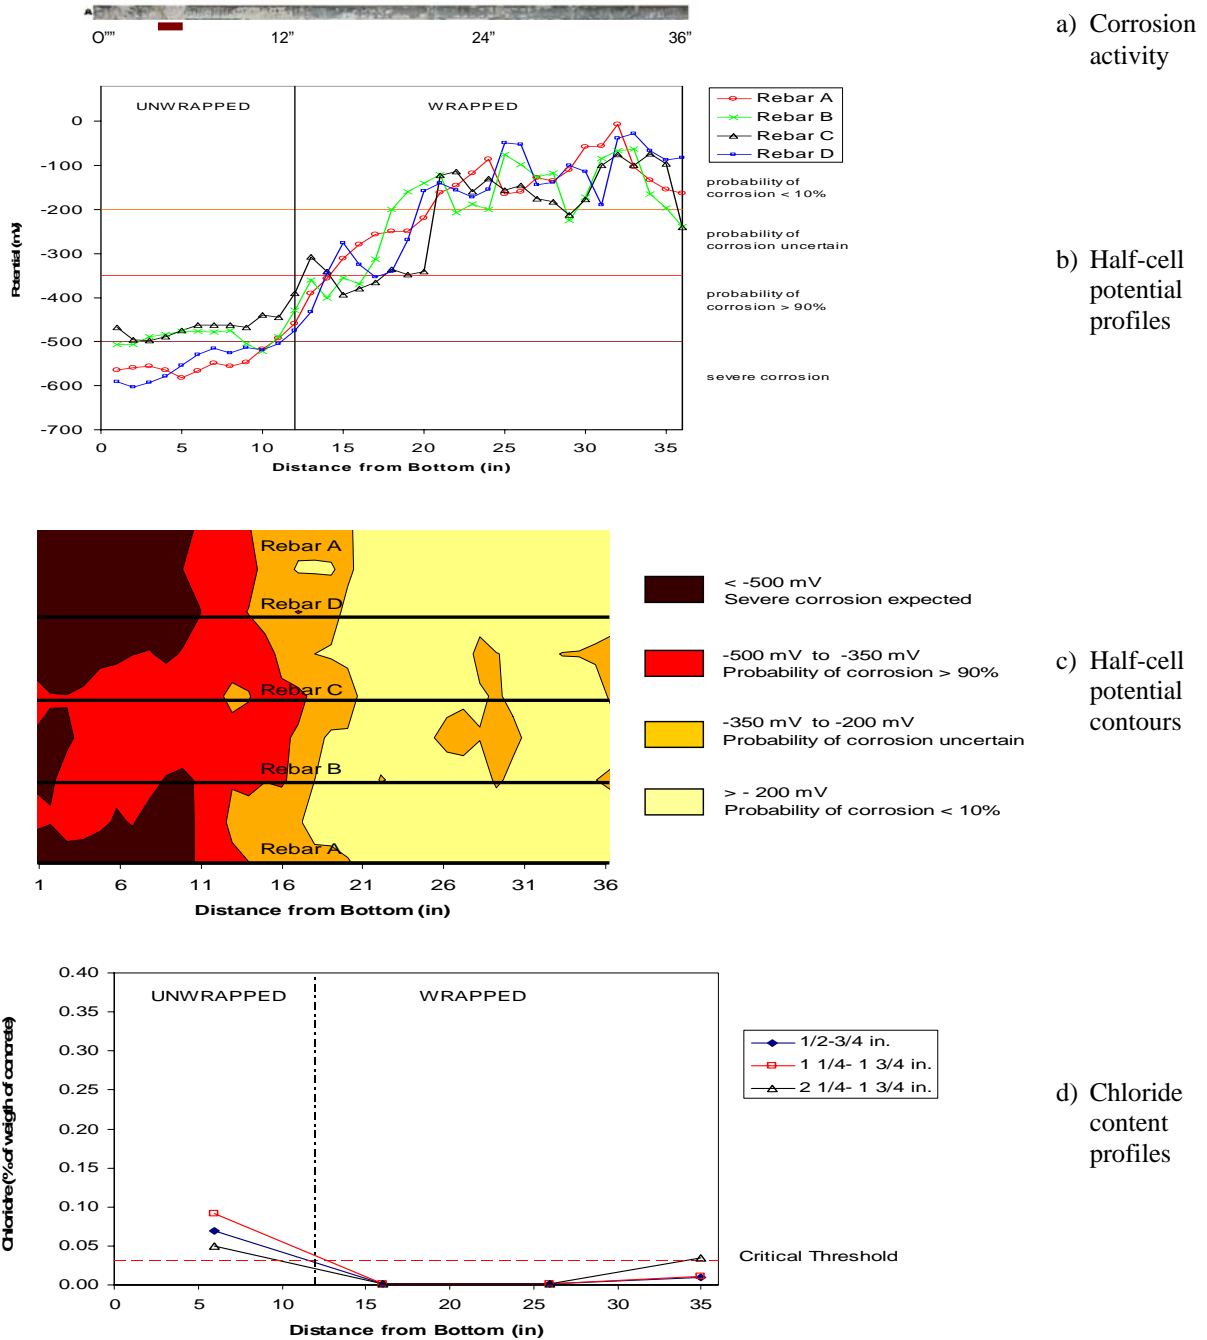 A
0"" 12" 24" 36"
a) Corrosion
activity
UNWRAPPED WRAPPED
Rebar A
Rebar B
Rebar C
Rebar D
0
-100
-200
-300
-400
-500
-600
-700
Potential (mV)
probability of
corrosion < 10%
probability of
corrosion uncertain
probability of
corrosion > 90%
severe corrosion
0 5 10 15 20 25 30 35
Distance from Bottom (in)
b) Half-cell
potential
profiles
Rebar A
Rebar D
Rebar C
Rebar B
Rebar A
1 6 11 16 21 26 31 36
Distance from Bottom (in)
< -500 mV
Severe corrosion expected
-500 mV to -350 mV
Probability of corrosion > 90%
-350 mV to -200 mV
Probability of corrosion uncertain
> - 200 mV
Probability of corrosion < 10%
c) Half-cell
potential
contours
0.40
0.35
0.30
0.25
0.20
0.15
0.10
0.05
0.00
Chloridre (% of weigth of concrete)
UNWRAPPED WRAPPED
1/2-3/4 in.
1 1/4- 1 3/4 in.
2 1/4- 1 3/4 in.
Critical Threshold
0 5 10 15 20 25 30 35
Distance from Bottom (in)
d) Chloride
content
profiles